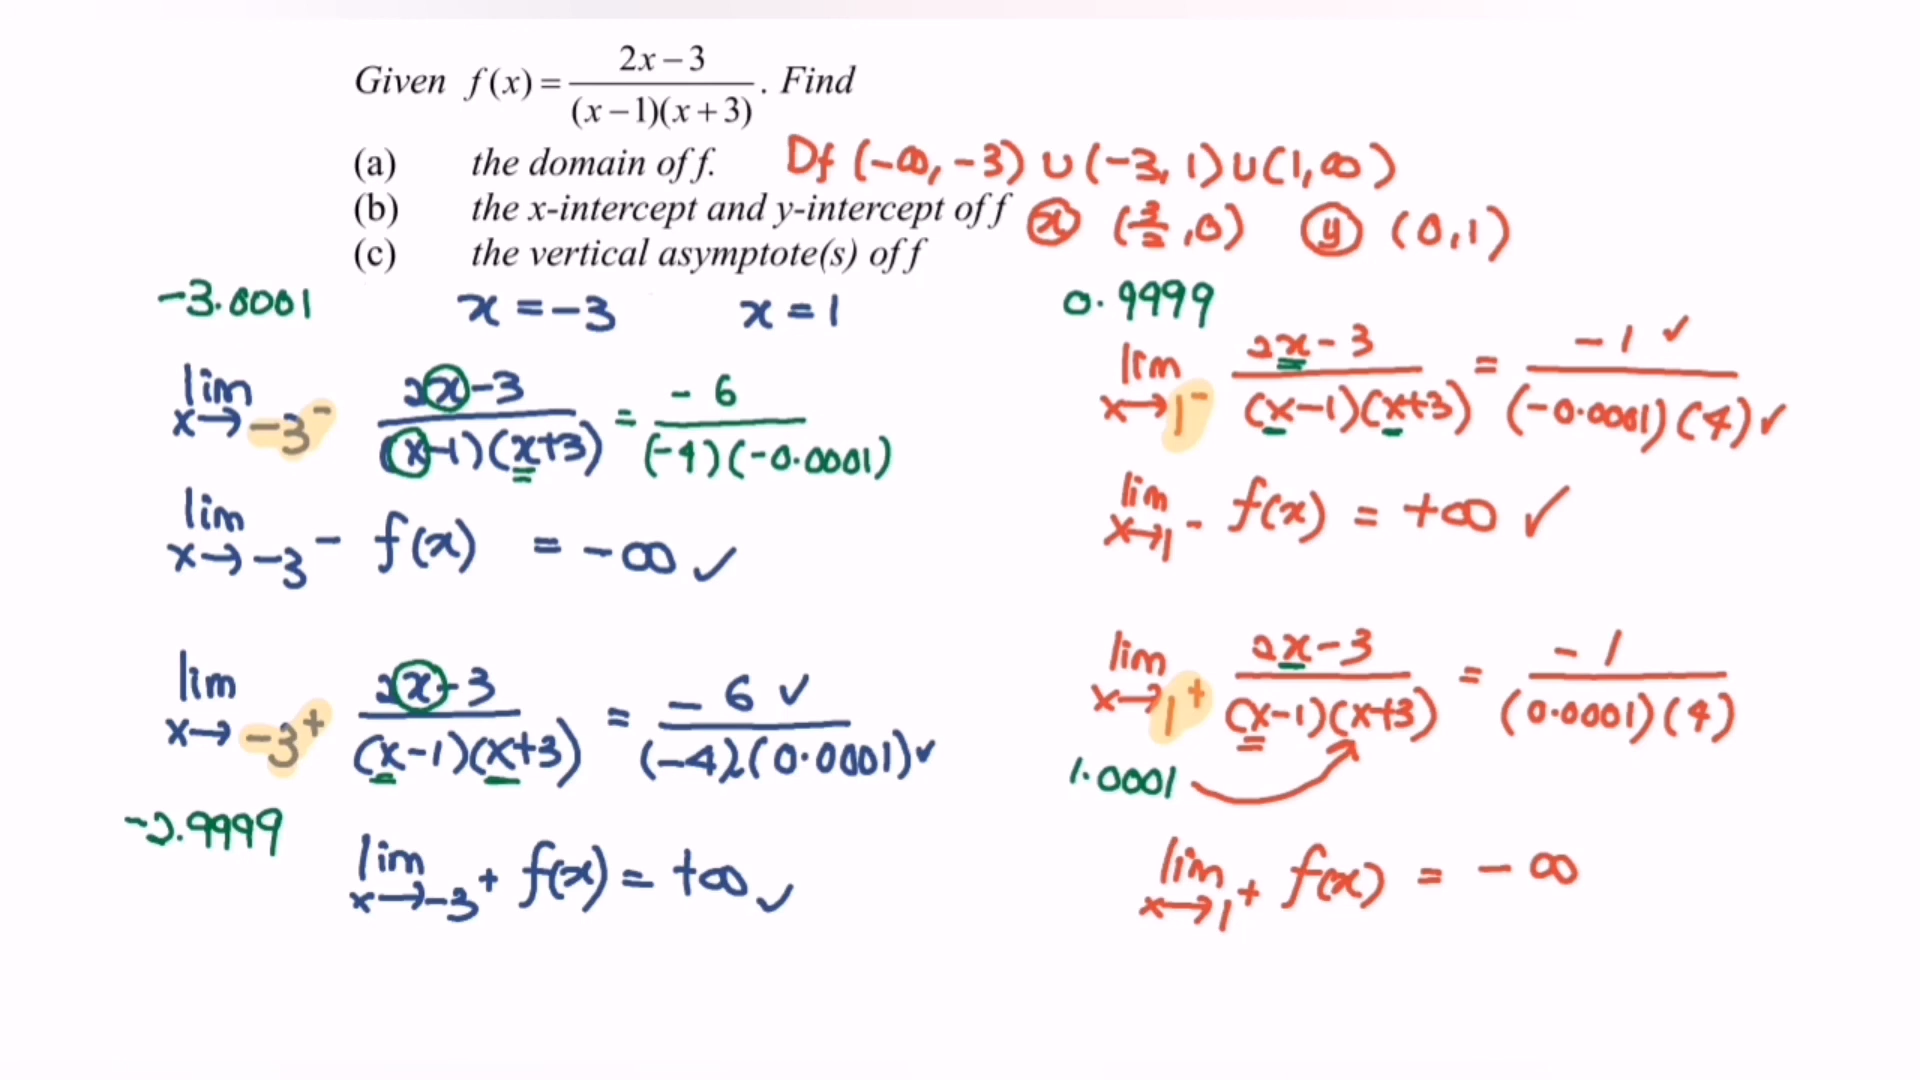 Given f(x) = (2x − 3) / ((x − 1)(x + 3)). Find
(a) the domain of f. Df (-∞, -3) ∪ (-3, 1) ∪ (1, ∞)
(b) the x-intercept and y-intercept of f (x) (3/2, 0) (y) (0, 1)
(c) the vertical asymptote(s) of f
-3.0001 x = -3 x = 1
lim x→-3⁻ (2x-3) / ((x-1)(x+3)) = -6 / ((-4)(-0.0001))
lim x→-3⁻ f(x) = -∞ ✓
lim x→-3⁺ (2x-3) / ((x-1)(x+3)) = -6 ✓ / ((-4)(0.0001)) ✓
-2.9999
lim x→-3⁺ f(x) = +∞ ✓
0.9999
lim x→1⁻ (2x-3) / ((x-1)(x+3)) = -1 ✓ / ((-0.0001)(4)) ✓
lim x→1⁻ f(x) = +∞ ✓
lim x→1⁺ (2x-3) / ((x-1)(x+3)) = -1 / ((0.0001)(4))
1.0001
lim x→1⁺ f(x) = -∞